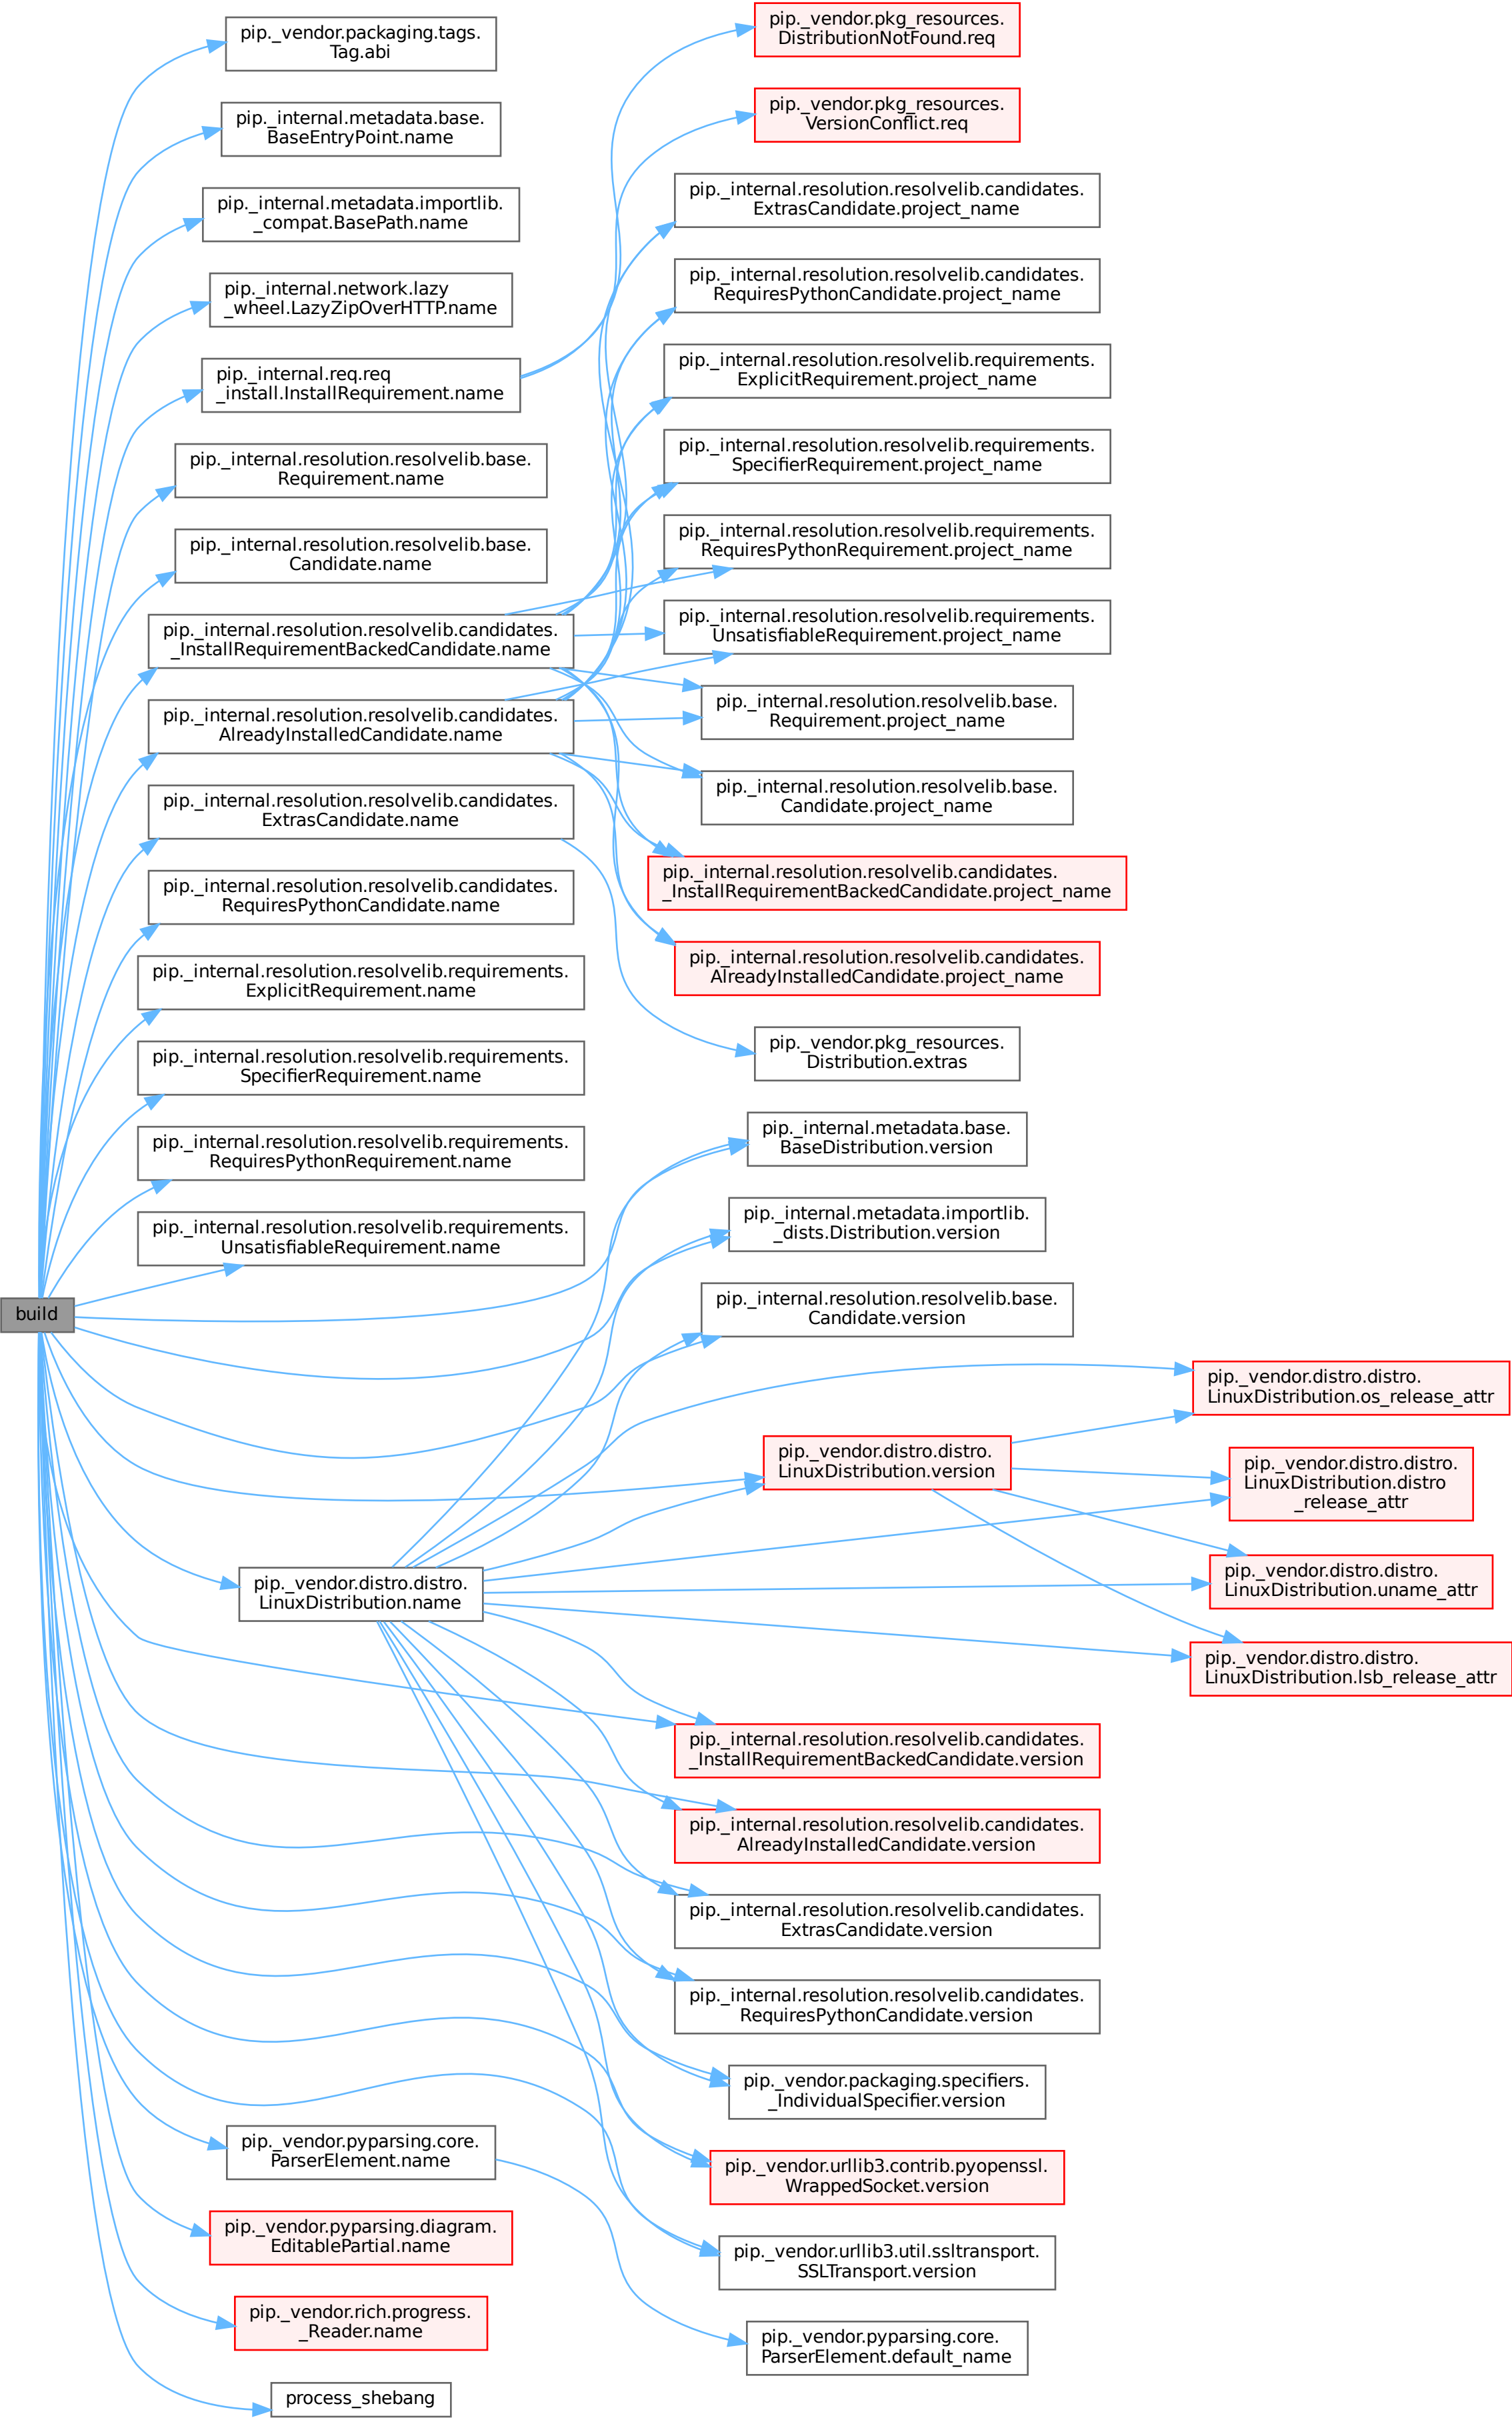 build
pip._vendor.packaging.tags.
Tag.abi
pip._internal.metadata.base.
BaseEntryPoint.name
pip._internal.metadata.importlib.
_compat.BasePath.name
pip._internal.network.lazy
_wheel.LazyZipOverHTTP.name
pip._internal.req.req
_install.InstallRequirement.name
pip._internal.resolution.resolvelib.base.
Requirement.name
pip._internal.resolution.resolvelib.base.
Candidate.name
pip._internal.resolution.resolvelib.candidates.
_InstallRequirementBackedCandidate.name
pip._internal.resolution.resolvelib.candidates.
AlreadyInstalledCandidate.name
pip._internal.resolution.resolvelib.candidates.
ExtrasCandidate.name
pip._internal.resolution.resolvelib.candidates.
RequiresPythonCandidate.name
pip._internal.resolution.resolvelib.requirements.
ExplicitRequirement.name
pip._internal.resolution.resolvelib.requirements.
SpecifierRequirement.name
pip._internal.resolution.resolvelib.requirements.
RequiresPythonRequirement.name
pip._internal.resolution.resolvelib.requirements.
UnsatisfiableRequirement.name
pip._vendor.distro.distro.
LinuxDistribution.name
pip._vendor.pyparsing.core.
ParserElement.name
pip._vendor.pyparsing.diagram.
EditablePartial.name
pip._vendor.rich.progress.
_Reader.name
process_shebang
pip._vendor.pkg_resources.
DistributionNotFound.req
pip._vendor.pkg_resources.
VersionConflict.req
pip._internal.resolution.resolvelib.candidates.
ExtrasCandidate.project_name
pip._internal.resolution.resolvelib.candidates.
RequiresPythonCandidate.project_name
pip._internal.resolution.resolvelib.requirements.
ExplicitRequirement.project_name
pip._internal.resolution.resolvelib.requirements.
SpecifierRequirement.project_name
pip._internal.resolution.resolvelib.requirements.
RequiresPythonRequirement.project_name
pip._internal.resolution.resolvelib.requirements.
UnsatisfiableRequirement.project_name
pip._internal.resolution.resolvelib.base.
Requirement.project_name
pip._internal.resolution.resolvelib.base.
Candidate.project_name
pip._internal.resolution.resolvelib.candidates.
_InstallRequirementBackedCandidate.project_name
pip._internal.resolution.resolvelib.candidates.
AlreadyInstalledCandidate.project_name
pip._vendor.pkg_resources.
Distribution.extras
pip._internal.metadata.base.
BaseDistribution.version
pip._internal.metadata.importlib.
_dists.Distribution.version
pip._internal.resolution.resolvelib.base.
Candidate.version
pip._vendor.distro.distro.
LinuxDistribution.version
pip._internal.resolution.resolvelib.candidates.
_InstallRequirementBackedCandidate.version
pip._internal.resolution.resolvelib.candidates.
AlreadyInstalledCandidate.version
pip._internal.resolution.resolvelib.candidates.
ExtrasCandidate.version
pip._internal.resolution.resolvelib.candidates.
RequiresPythonCandidate.version
pip._vendor.packaging.specifiers.
_IndividualSpecifier.version
pip._vendor.urllib3.contrib.pyopenssl.
WrappedSocket.version
pip._vendor.urllib3.util.ssltransport.
SSLTransport.version
pip._vendor.pyparsing.core.
ParserElement.default_name
pip._vendor.distro.distro.
LinuxDistribution.os_release_attr
pip._vendor.distro.distro.
LinuxDistribution.distro
_release_attr
pip._vendor.distro.distro.
LinuxDistribution.uname_attr
pip._vendor.distro.distro.
LinuxDistribution.lsb_release_attr